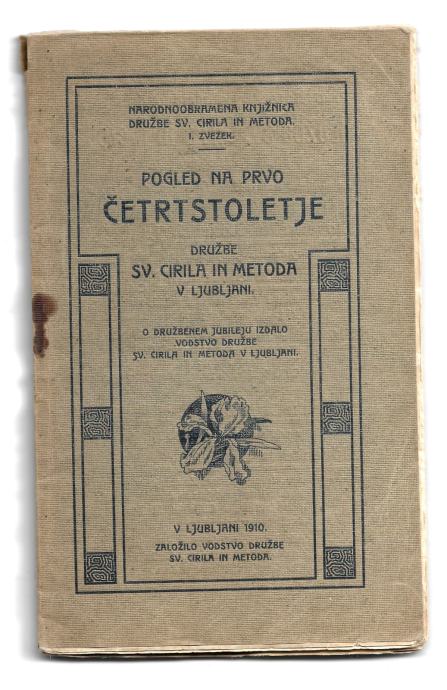 NARODNOOBRAMBNA KNJIŽNICA
DRUŽBE SV. CIRILA IN METODA.
I. ZVEZEK.
POGLED NA PRVO
ČETRTSTOLETJE
DRUŽBE
SV. CIRILA IN METODA
V LJUBLJANI.
O DRUŽBENEM JUBILEJU IZDALO
VODSTVO DRUŽBE
SV. CIRILA IN METODA V LJUBLJANI.
V LJUBLJANI 1910.
ZALOŽILO VODSTVO DRUŽBE
SV. CIRILA IN METODA.